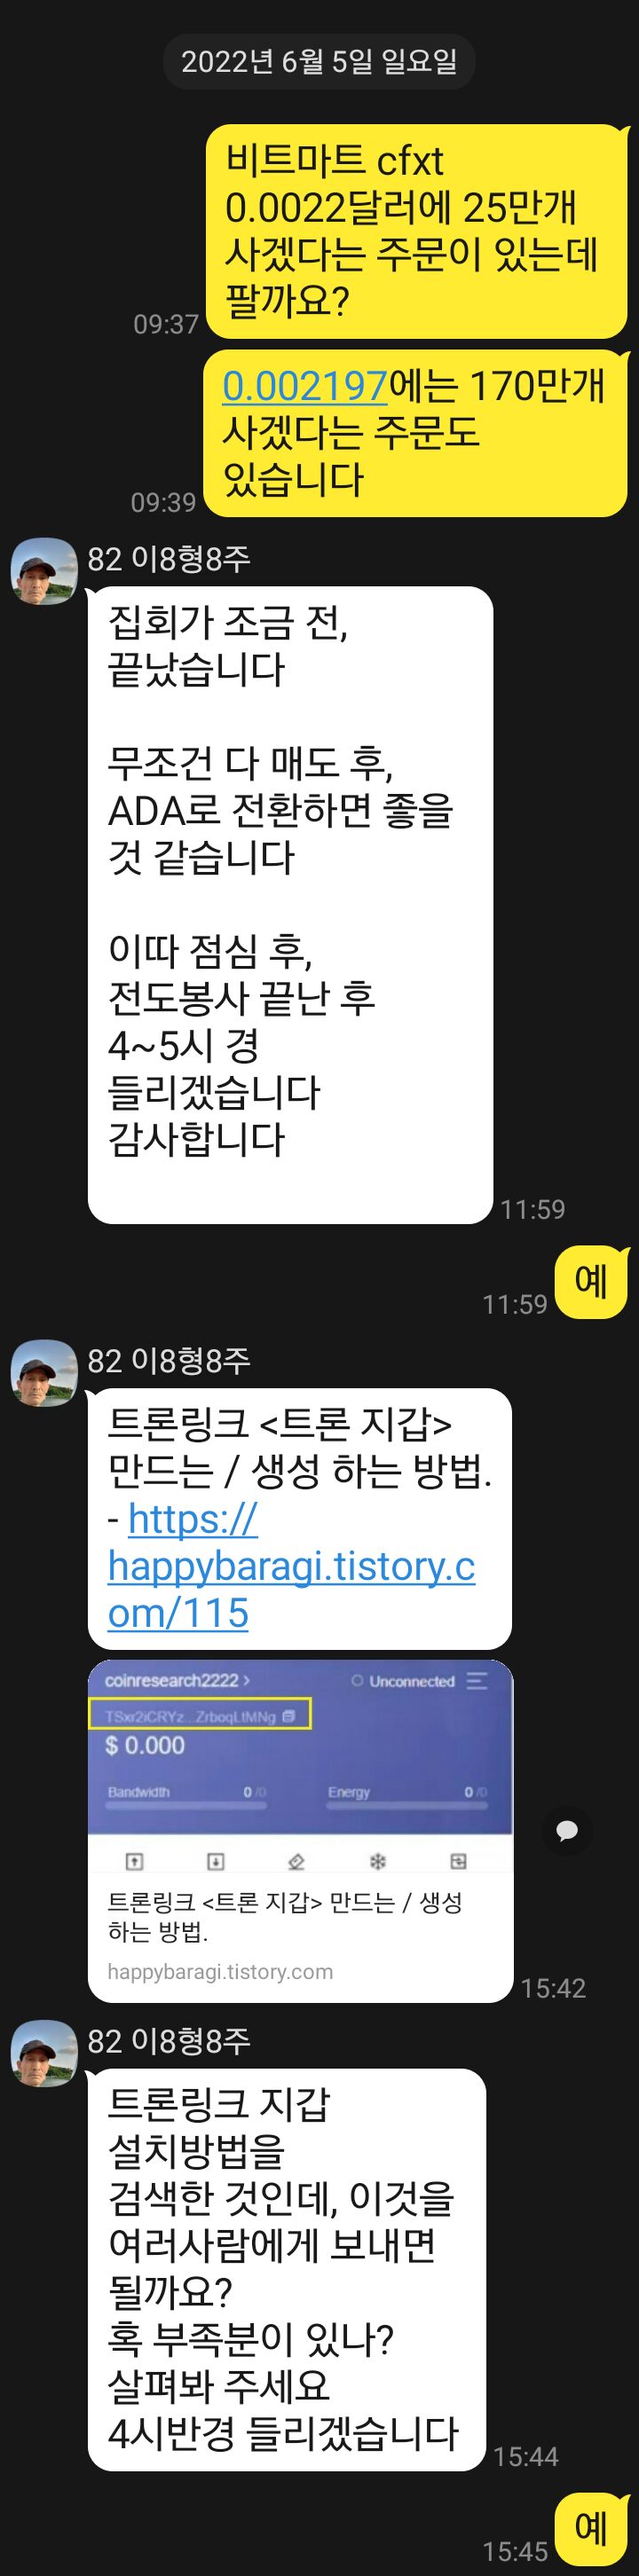 2022년 6월 5일 일요일
비트마트 cfxt
0.0022달러에 25만개
사겠다는 주문이 있는데
팔까요?
09:37
0.002197에는 170만개
사겠다는 주문도
있습니다
09:39
82 이8형8주
집회가 조금 전,
끝났습니다
무조건 다 매도 후,
ADA로 전환하면 좋을
것 같습니다
이따 점심 후,
전도봉사 끝난 후
4~5시 경
들리겠습니다
감사합니다
11:59
예
11:59
82 이8형8주
트론링크 <트론 지갑>
만드는 / 생성 하는 방법.
- https://
happybaragi.tistory.c
om/115
coinresearch2222 >
Unconnected
TSxr2iCRYz...ZrboqLtMNg
$ 0.000
Bandwidth 0 /0
Energy 0 /0
트론링크 <트론 지갑> 만드는 / 생성
하는 방법.
happybaragi.tistory.com
15:42
82 이8형8주
트론링크 지갑
설치방법을
검색한 것인데, 이것을
여러사람에게 보내면
될까요?
혹 부족분이 있나?
살펴봐 주세요
4시반경 들리겠습니다
15:44
예
15:45